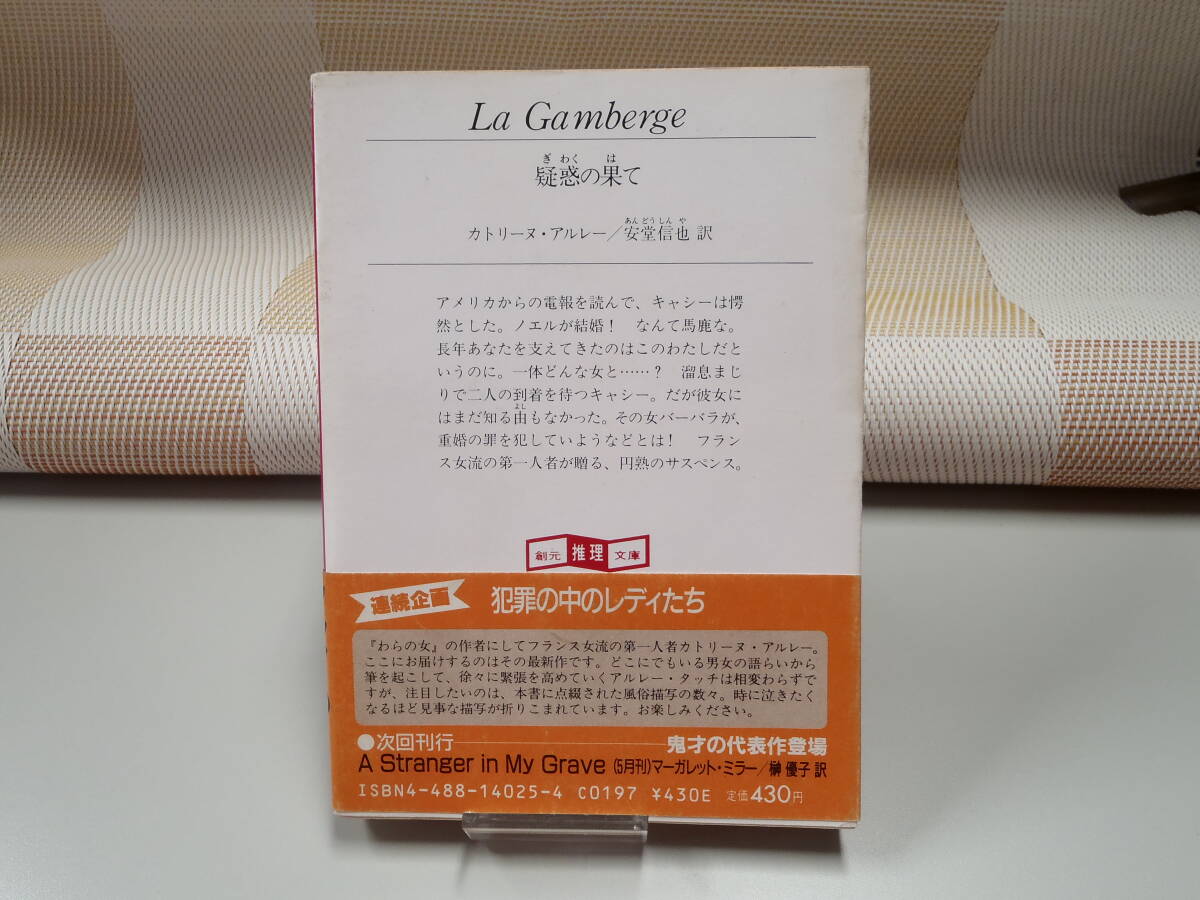 La Gamberge
ぎわく は
疑惑の果て
あんどうしんや
カトリーヌ・アルレー／安堂信也 訳
アメリカからの電報を読んで、キャシーは愕
然とした。ノエルが結婚！　なんて馬鹿な。
長年あなたを支えてきたのはこのわたしだと
いうのに。一体どんな女と……？　溜息まじ
りで二人の到着を待つキャシー。だが彼女に
よし
はまだ知る由もなかった。その女バーバラが、
重婚の罪を犯していようなどとは！　フラン
ス女流の第一人者が贈る、円熟のサスペンス。
創元 推理 文庫
連続企画 犯罪の中のレディたち
『わらの女』の作者にしてフランス女流の第一人者カトリーヌ・アルレー。
ここにお届けするのはその最新作です。どこにでもいる男女の語らいから
筆を起こして、徐々に緊張を高めていくアルレー・タッチは相変わらずで
すが、注目したいのは、本書に点綴された風俗描写の数々。時に泣きたく
なるほど見事な描写が折りこまれています。お楽しみください。
●次回刊行――鬼才の代表作登場
A Stranger in My Grave (5月刊)マーガレット・ミラー／榊 優子 訳
ISBN4-488-14025-4 C0197 ¥430E 定価430円